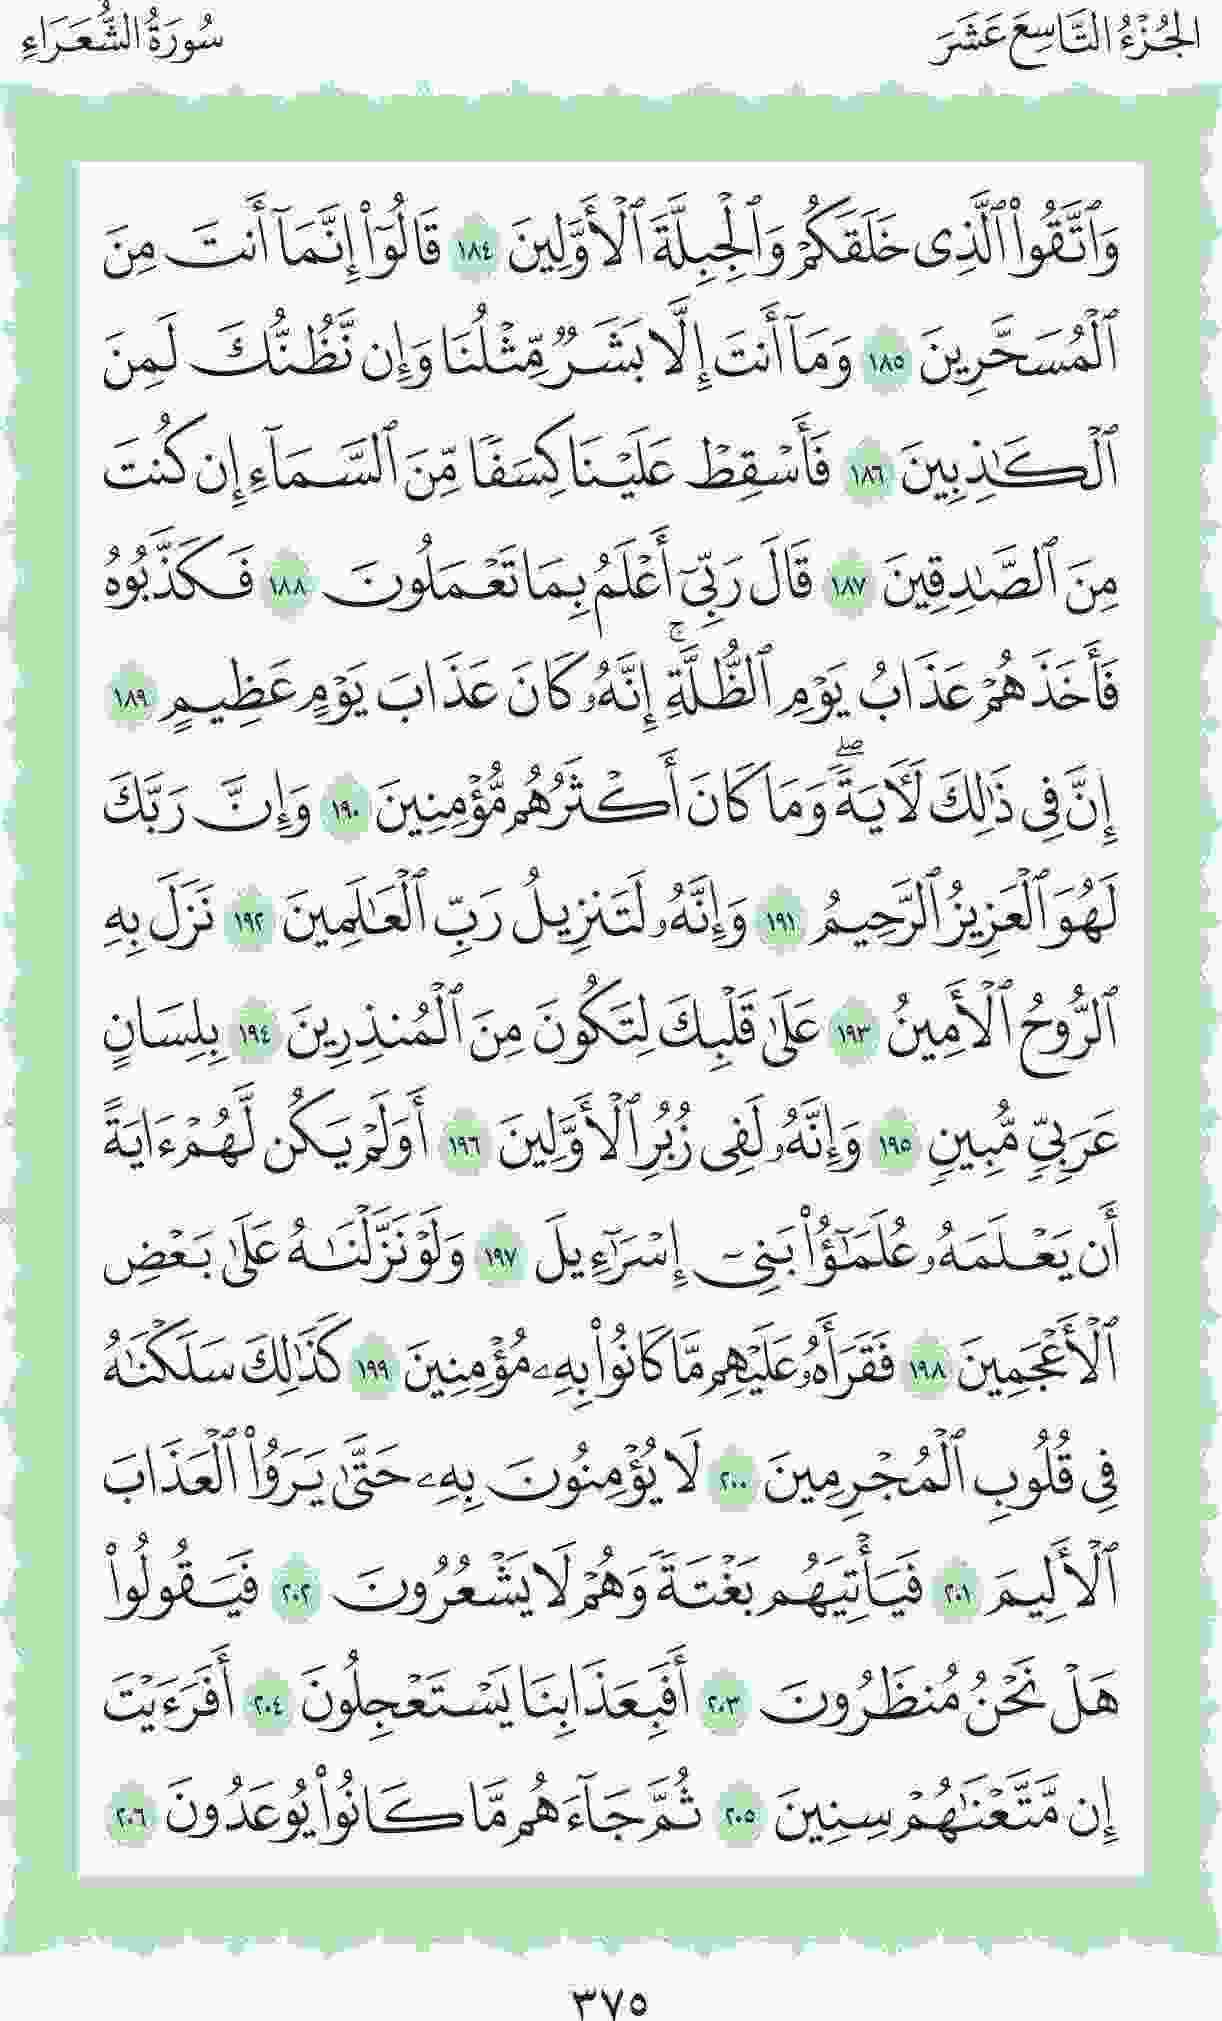 الجُزْءُ التَّاسِعَ عَشَرَ
سُورَةُ الشُّعَرَاءِ
وَٱتَّقُوا۟ ٱلَّذِى خَلَقَكُمْ وَٱلْجِبِلَّةَ ٱلْأَوَّلِينَ ١٨٤ قَالُوٓا۟ إِنَّمَآ أَنتَ مِنَ
ٱلْمُسَحَّرِينَ ١٨٥ وَمَآ أَنتَ إِلَّا بَشَرٌ مِّثْلُنَا وَإِن نَّظُنُّكَ لَمِنَ
ٱلْكَـٰذِبِينَ ١٨٦ فَأَسْقِطْ عَلَيْنَا كِسَفًا مِّنَ ٱلسَّمَآءِ إِن كُنتَ
مِنَ ٱلصَّـٰدِقِينَ ١٨٧ قَالَ رَبِّىٓ أَعْلَمُ بِمَا تَعْمَلُونَ ١٨٨ فَكَذَّبُوهُ
فَأَخَذَهُمْ عَذَابُ يَوْمِ ٱلظُّلَّةِ ۚ إِنَّهُۥ كَانَ عَذَابَ يَوْمٍ عَظِيمٍ ١٨٩
إِنَّ فِى ذَٰلِكَ لَـَٔايَةً ۖ وَمَا كَانَ أَكْثَرُهُم مُّؤْمِنِينَ ١٩٠ وَإِنَّ رَبَّكَ
لَهُوَ ٱلْعَزِيزُ ٱلرَّحِيمُ ١٩١ وَإِنَّهُۥ لَتَنزِيلُ رَبِّ ٱلْعَـٰلَمِينَ ١٩٢ نَزَلَ بِهِ
ٱلرُّوحُ ٱلْأَمِينُ ١٩٣ عَلَىٰ قَلْبِكَ لِتَكُونَ مِنَ ٱلْمُنذِرِينَ ١٩٤ بِلِسَانٍ
عَرَبِىٍّ مُّبِينٍ ١٩٥ وَإِنَّهُۥ لَفِى زُبُرِ ٱلْأَوَّلِينَ ١٩٦ أَوَلَمْ يَكُن لَّهُمْ ءَايَةً
أَن يَعْلَمَهُۥ عُلَمَـٰٓؤُا۟ بَنِىٓ إِسْرَٰٓءِيلَ ١٩٧ وَلَوْ نَزَّلْنَـٰهُ عَلَىٰ بَعْضِ
ٱلْأَعْجَمِينَ ١٩٨ فَقَرَأَهُۥ عَلَيْهِم مَّا كَانُوا۟ بِهِۦ مُؤْمِنِينَ ١٩٩ كَذَٰلِكَ سَلَكْنَـٰهُ
فِى قُلُوبِ ٱلْمُجْرِمِينَ ٢٠٠ لَا يُؤْمِنُونَ بِهِۦ حَتَّىٰ يَرَوُا۟ ٱلْعَذَابَ
ٱلْأَلِيمَ ٢٠١ فَيَأْتِيَهُم بَغْتَةً وَهُمْ لَا يَشْعُرُونَ ٢٠٢ فَيَقُولُوا۟
هَلْ نَحْنُ مُنظَرُونَ ٢٠٣ أَفَبِعَذَابِنَا يَسْتَعْجِلُونَ ٢٠٤ أَفَرَءَيْتَ
إِن مَّتَّعْنَـٰهُمْ سِنِينَ ٢٠٥ ثُمَّ جَآءَهُم مَّا كَانُوا۟ يُوعَدُونَ ٢٠٦
٣٧٥